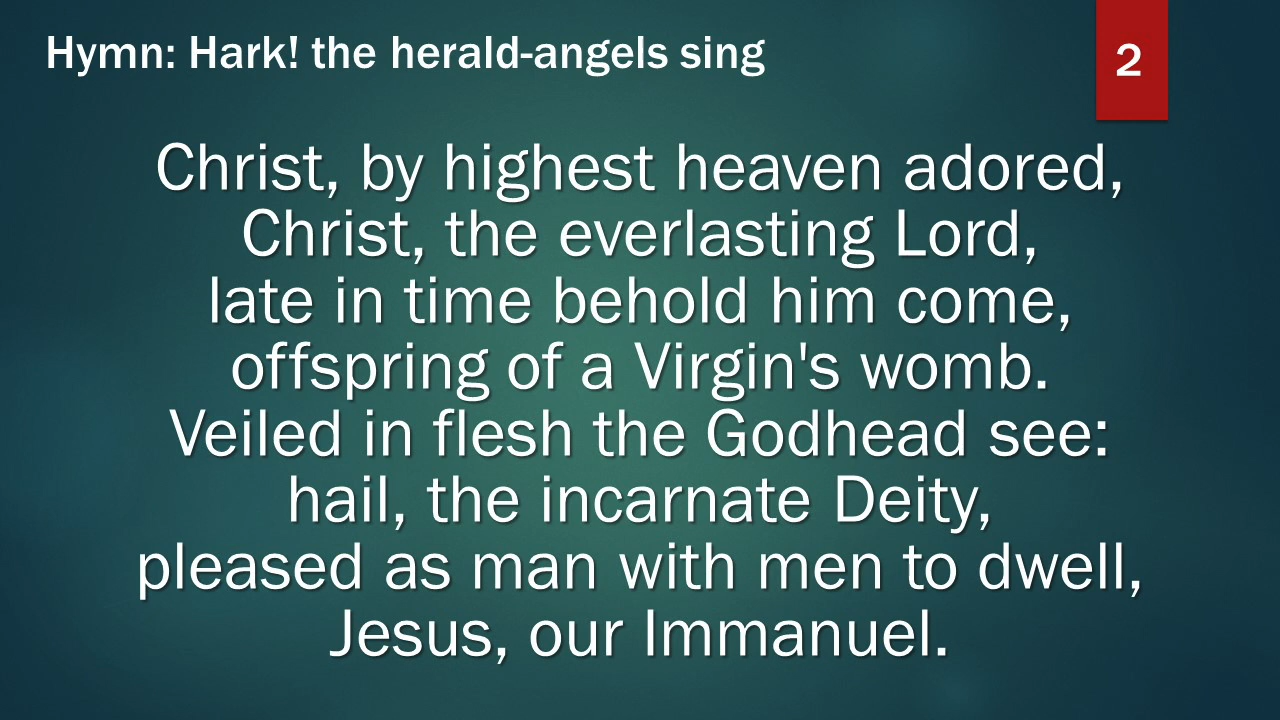 Hymn: Hark! the herald-angels sing
2
Christ, by highest heaven adored,
Christ, the everlasting Lord,
late in time behold him come,
offspring of a Virgin's womb.
Veiled in flesh the Godhead see:
hail, the incarnate Deity,
pleased as man with men to dwell,
Jesus, our Immanuel.